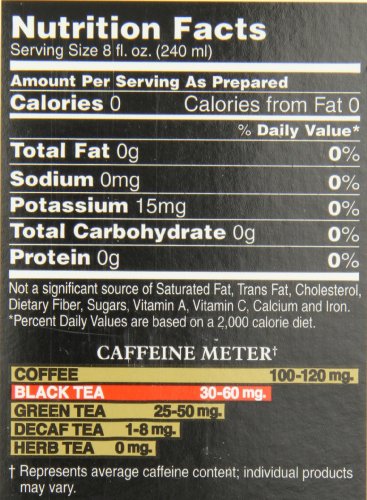 Nutrition Facts
Serving Size 8 fl. oz. (240 ml)
Amount Per Serving As Prepared
Calories 0 Calories from Fat 0
% Daily Value*
Total Fat 0g 0%
Sodium 0mg 0%
Potassium 15mg 0%
Total Carbohydrate 0g 0%
Protein 0g 0%
Not a significant source of Saturated Fat, Trans Fat, Cholesterol,
Dietary Fiber, Sugars, Vitamin A, Vitamin C, Calcium and Iron.
*Percent Daily Values are based on a 2,000 calorie diet.
CAFFEINE METER†
COFFEE 100-120 mg.
BLACK TEA 30-60 mg.
GREEN TEA 25-50 mg.
DECAF TEA 1-8 mg.
HERB TEA 0 mg.
† Represents average caffeine content; individual products
may vary.